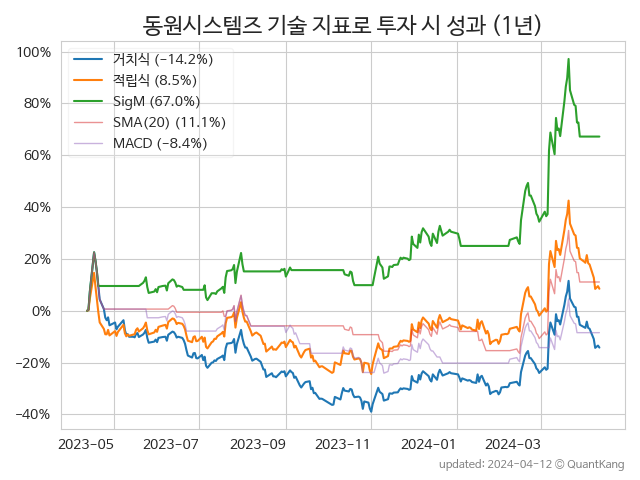 동원시스템즈 기술 지표로 투자 시 성과 (1년)
100%
80%
60%
40%
20%
0%
−20%
−40%
거치식 (−14.2%)
적립식 (8.5%)
SigM (67.0%)
SMA(20) (11.1%)
MACD (−8.4%)
2023−05 2023−07 2023−09 2023−11 2024−01 2024−03
updated: 2024-04-12 © QuantKang